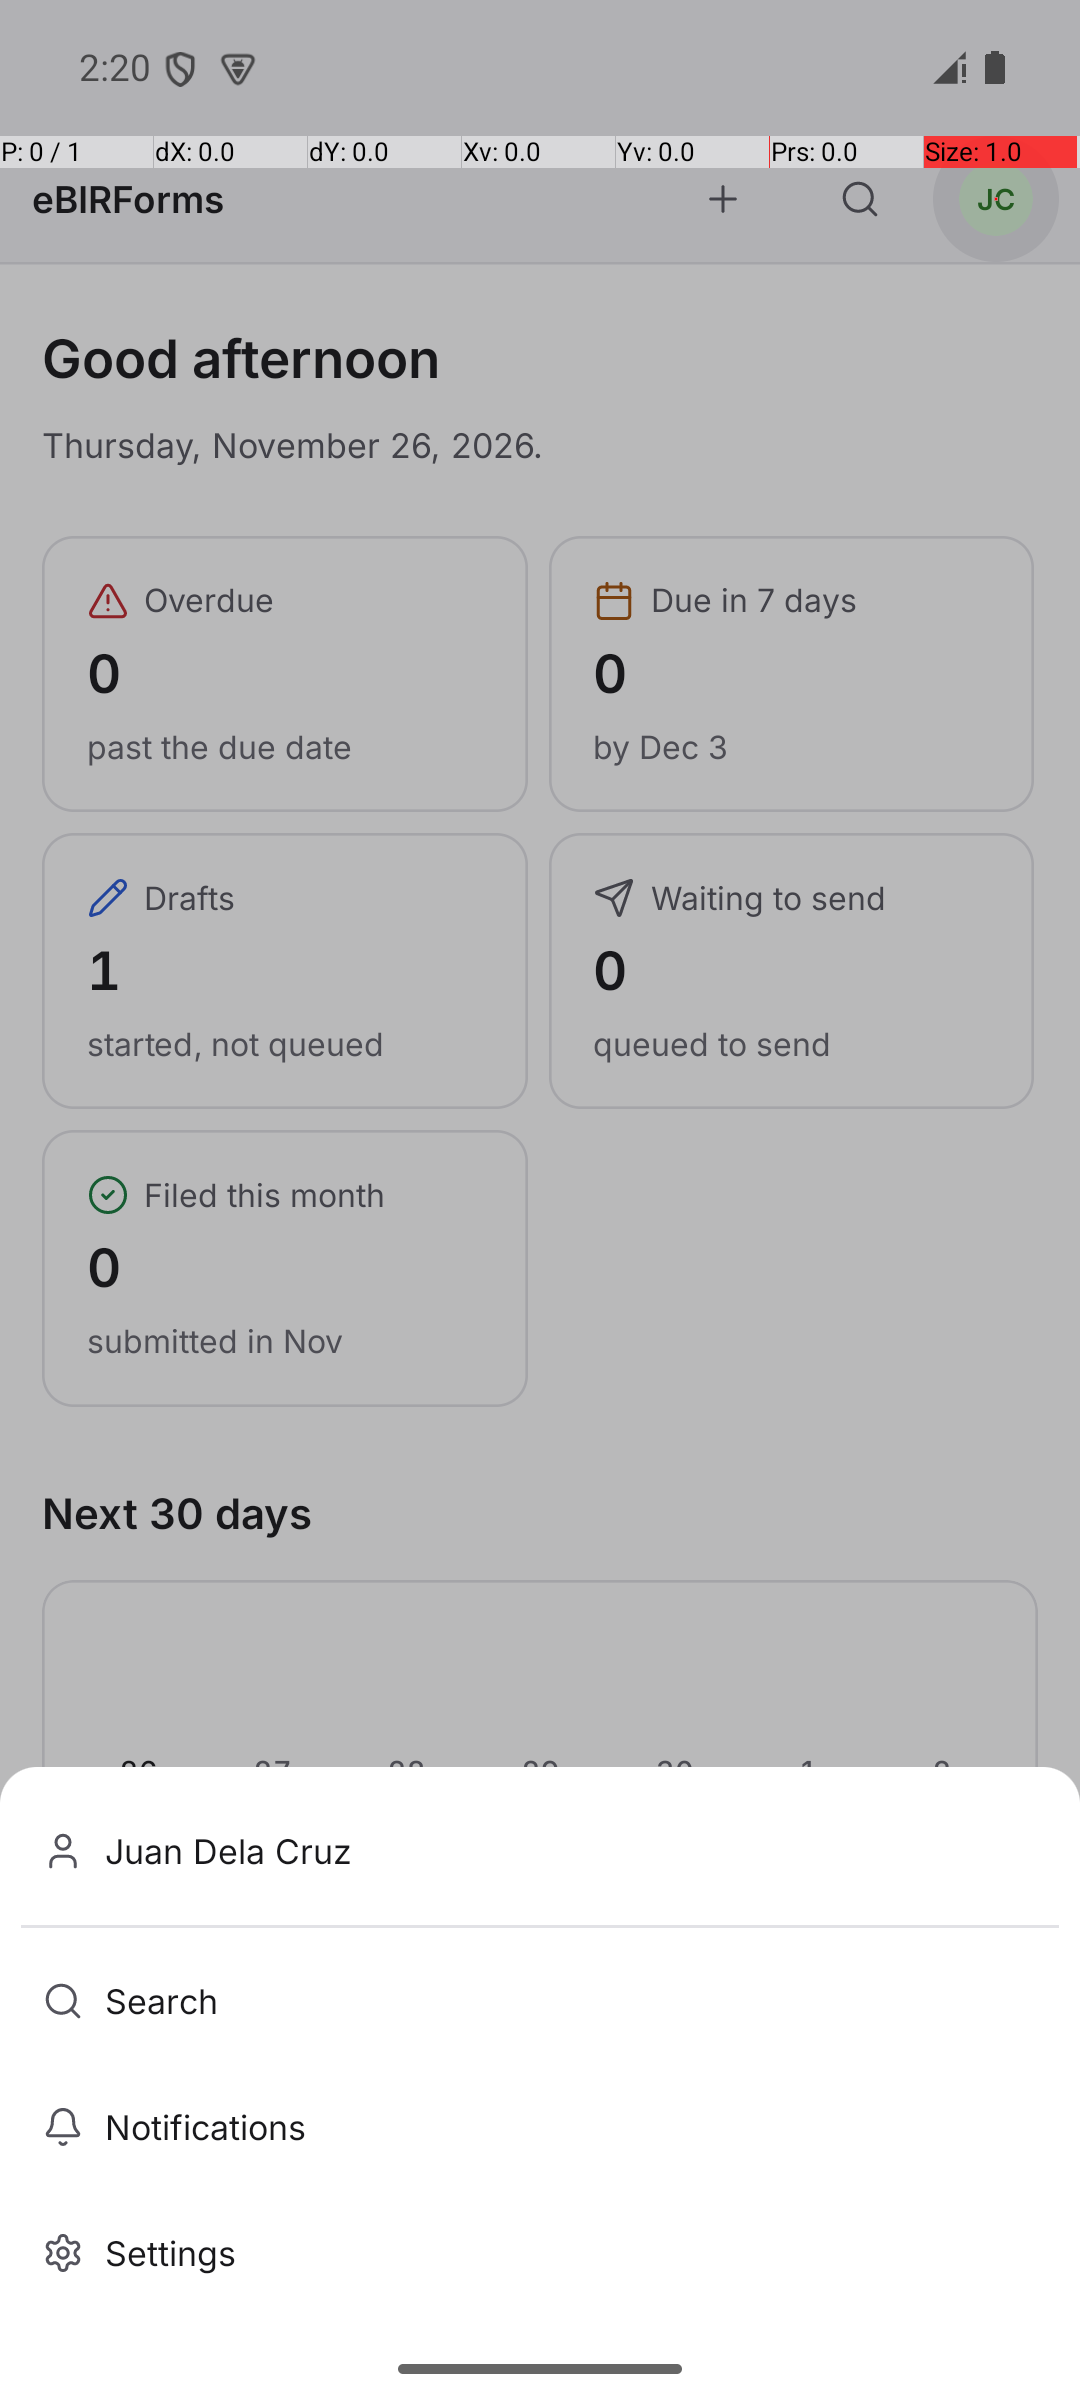 2:20
P: 0 / 1 dX: 0.0 dY: 0.0 Xv: 0.0 Yv: 0.0 Prs: 0.0 Size: 1.0
eBIRForms JC
Good afternoon
Thursday, November 26, 2026.
Overdue
0
past the due date
Due in 7 days
0
by Dec 3
Drafts
1
started, not queued
Waiting to send
0
queued to send
Filed this month
0
submitted in Nov
Next 30 days
Juan Dela Cruz
Search
Notifications
Settings